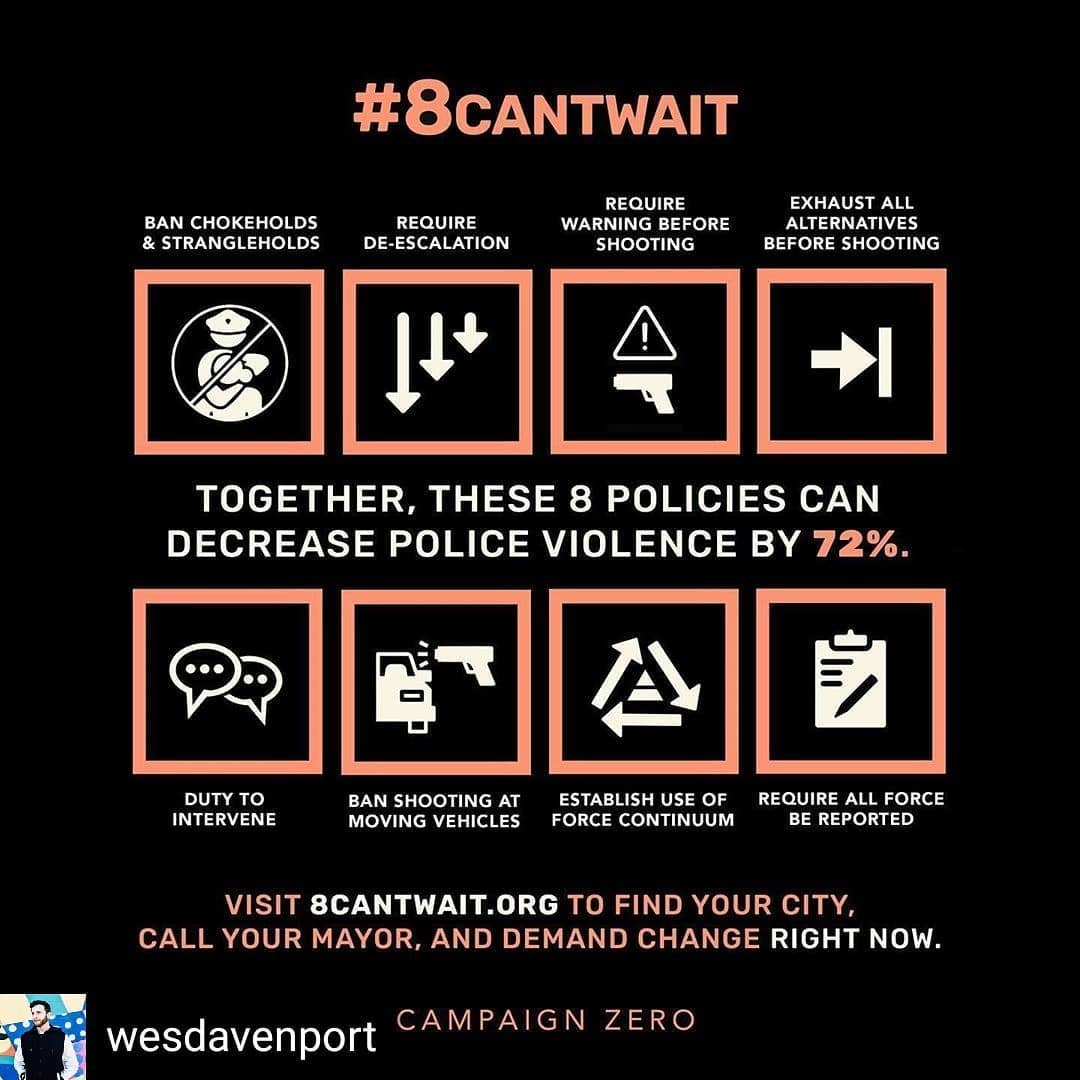 #8CANTWAIT
BAN CHOKEHOLDS
& STRANGLEHOLDS
REQUIRE
DE-ESCALATION
REQUIRE
WARNING BEFORE
SHOOTING
EXHAUST ALL
ALTERNATIVES
BEFORE SHOOTING
TOGETHER, THESE 8 POLICIES CAN
DECREASE POLICE VIOLENCE BY 72%.
DUTY TO
INTERVENE
BAN SHOOTING AT
MOVING VEHICLES
ESTABLISH USE OF
FORCE CONTINUUM
REQUIRE ALL FORCE
BE REPORTED
VISIT 8CANTWAIT.ORG TO FIND YOUR CITY,
CALL YOUR MAYOR, AND DEMAND CHANGE RIGHT NOW.
CAMPAIGN ZERO
wesdavenport